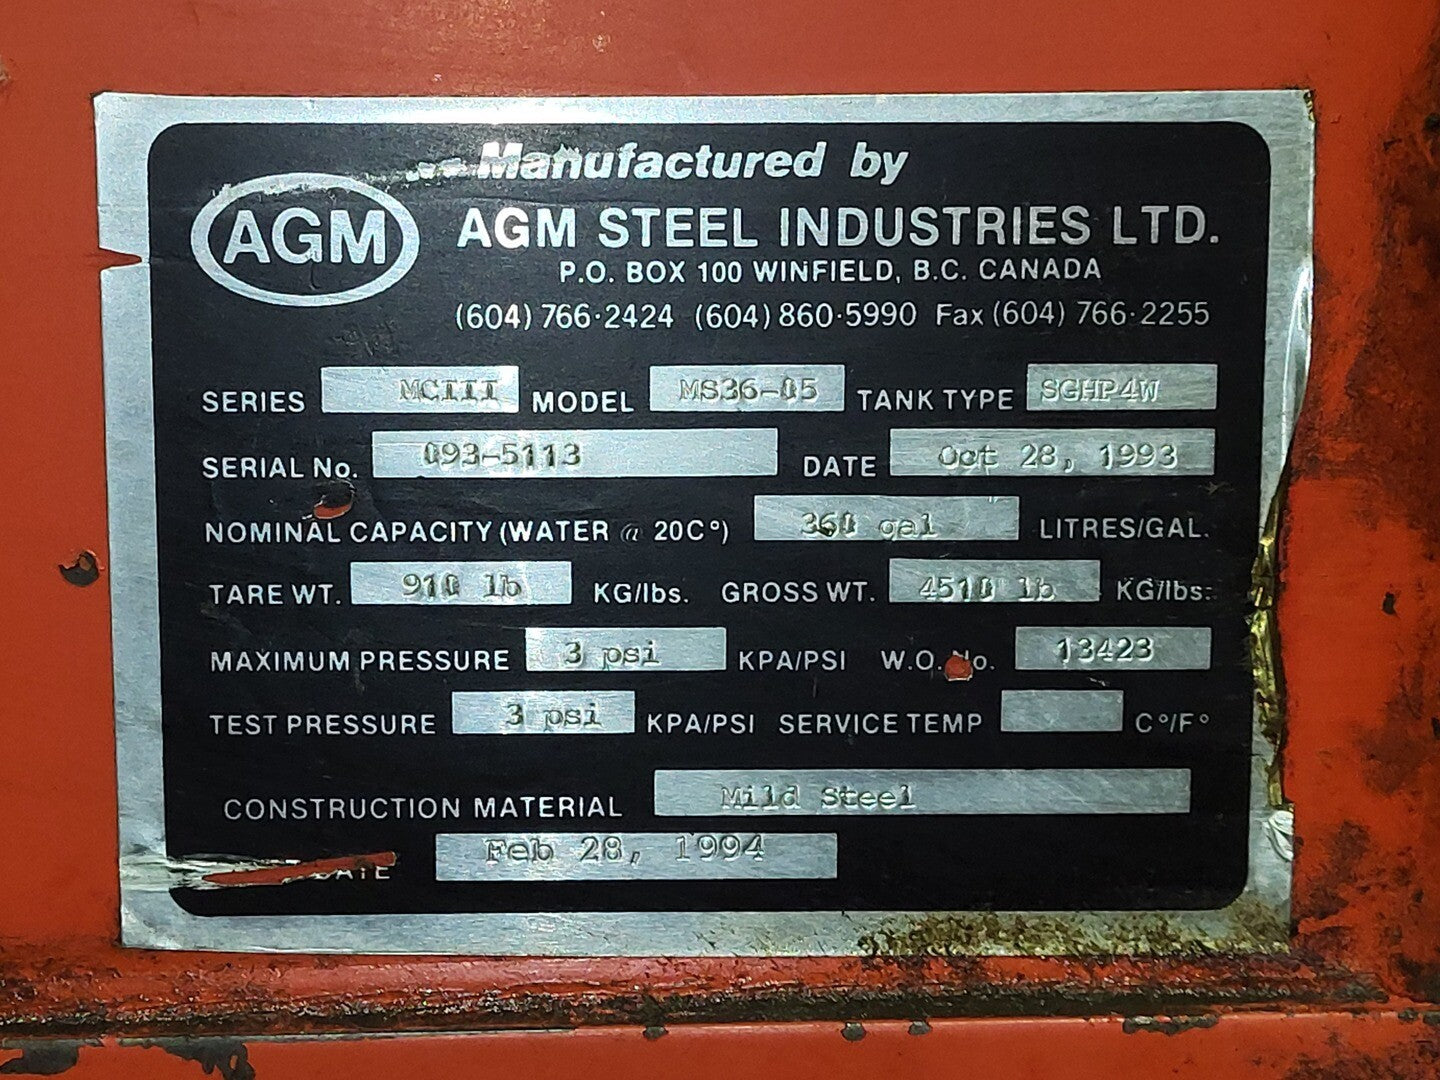 Manufactured by
AGM
AGM STEEL INDUSTRIES LTD.
P.O. BOX 100 WINFIELD, B.C. CANADA
(604) 766·2424 (604) 860·5990 Fax (604) 766·2255
SERIES MCIII MODEL MS36-05 TANK TYPE SGHP4W
SERIAL No. 093-5113 DATE Oct 28, 1993
NOMINAL CAPACITY (WATER @ 20C°) 360 gal LITRES/GAL.
TARE WT. 910 lb KG/lbs. GROSS WT. 4510 lb KG/lbs.
MAXIMUM PRESSURE 3 psi KPA/PSI W.O. No. 13423
TEST PRESSURE 3 psi KPA/PSI SERVICE TEMP C°/F°
CONSTRUCTION MATERIAL Mild Steel
DATE Feb 28, 1994